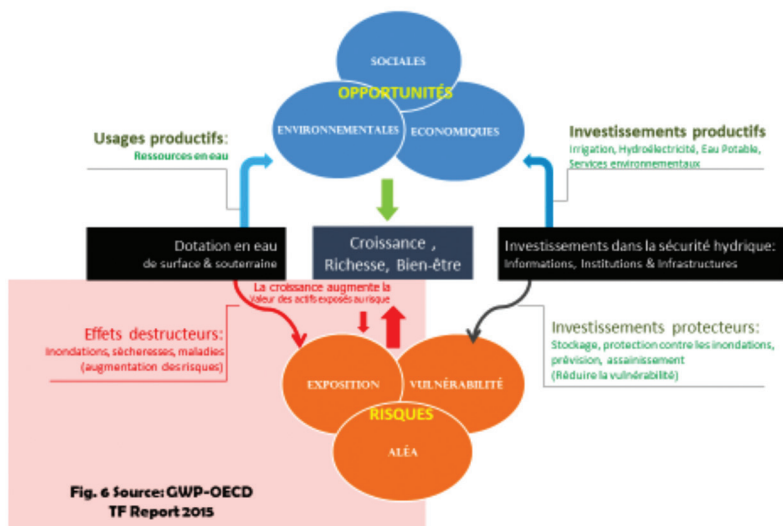 SOCIALES
OPPORTUNITÉS
ENVIRONNEMENTALES
ECONOMIQUES
Usages productifs:
Ressources en eau
Investissements productifs
Irrigation, Hydroélectricité, Eau Potable,
Services environnementaux
Dotation en eau
de surface & souterraine
Croissance ,
Richesse, Bien-être
Investissements dans la sécurité hydrique:
Informations, Institutions & Infrastructures
La croissance augmente la
Valeur des actifs exposés au risque
Effets destructeurs:
Inondations, sècheresses, maladies
(augmentation des risques)
Investissements protecteurs:
Stockage, protection contre les inondations,
prévision, assainissement
(Réduire la vulnérabilité)
EXPOSITION
VULNÉRABILITÉ
RISQUES
ALÉA
Fig. 6 Source: GWP-OECD
TF Report 2015